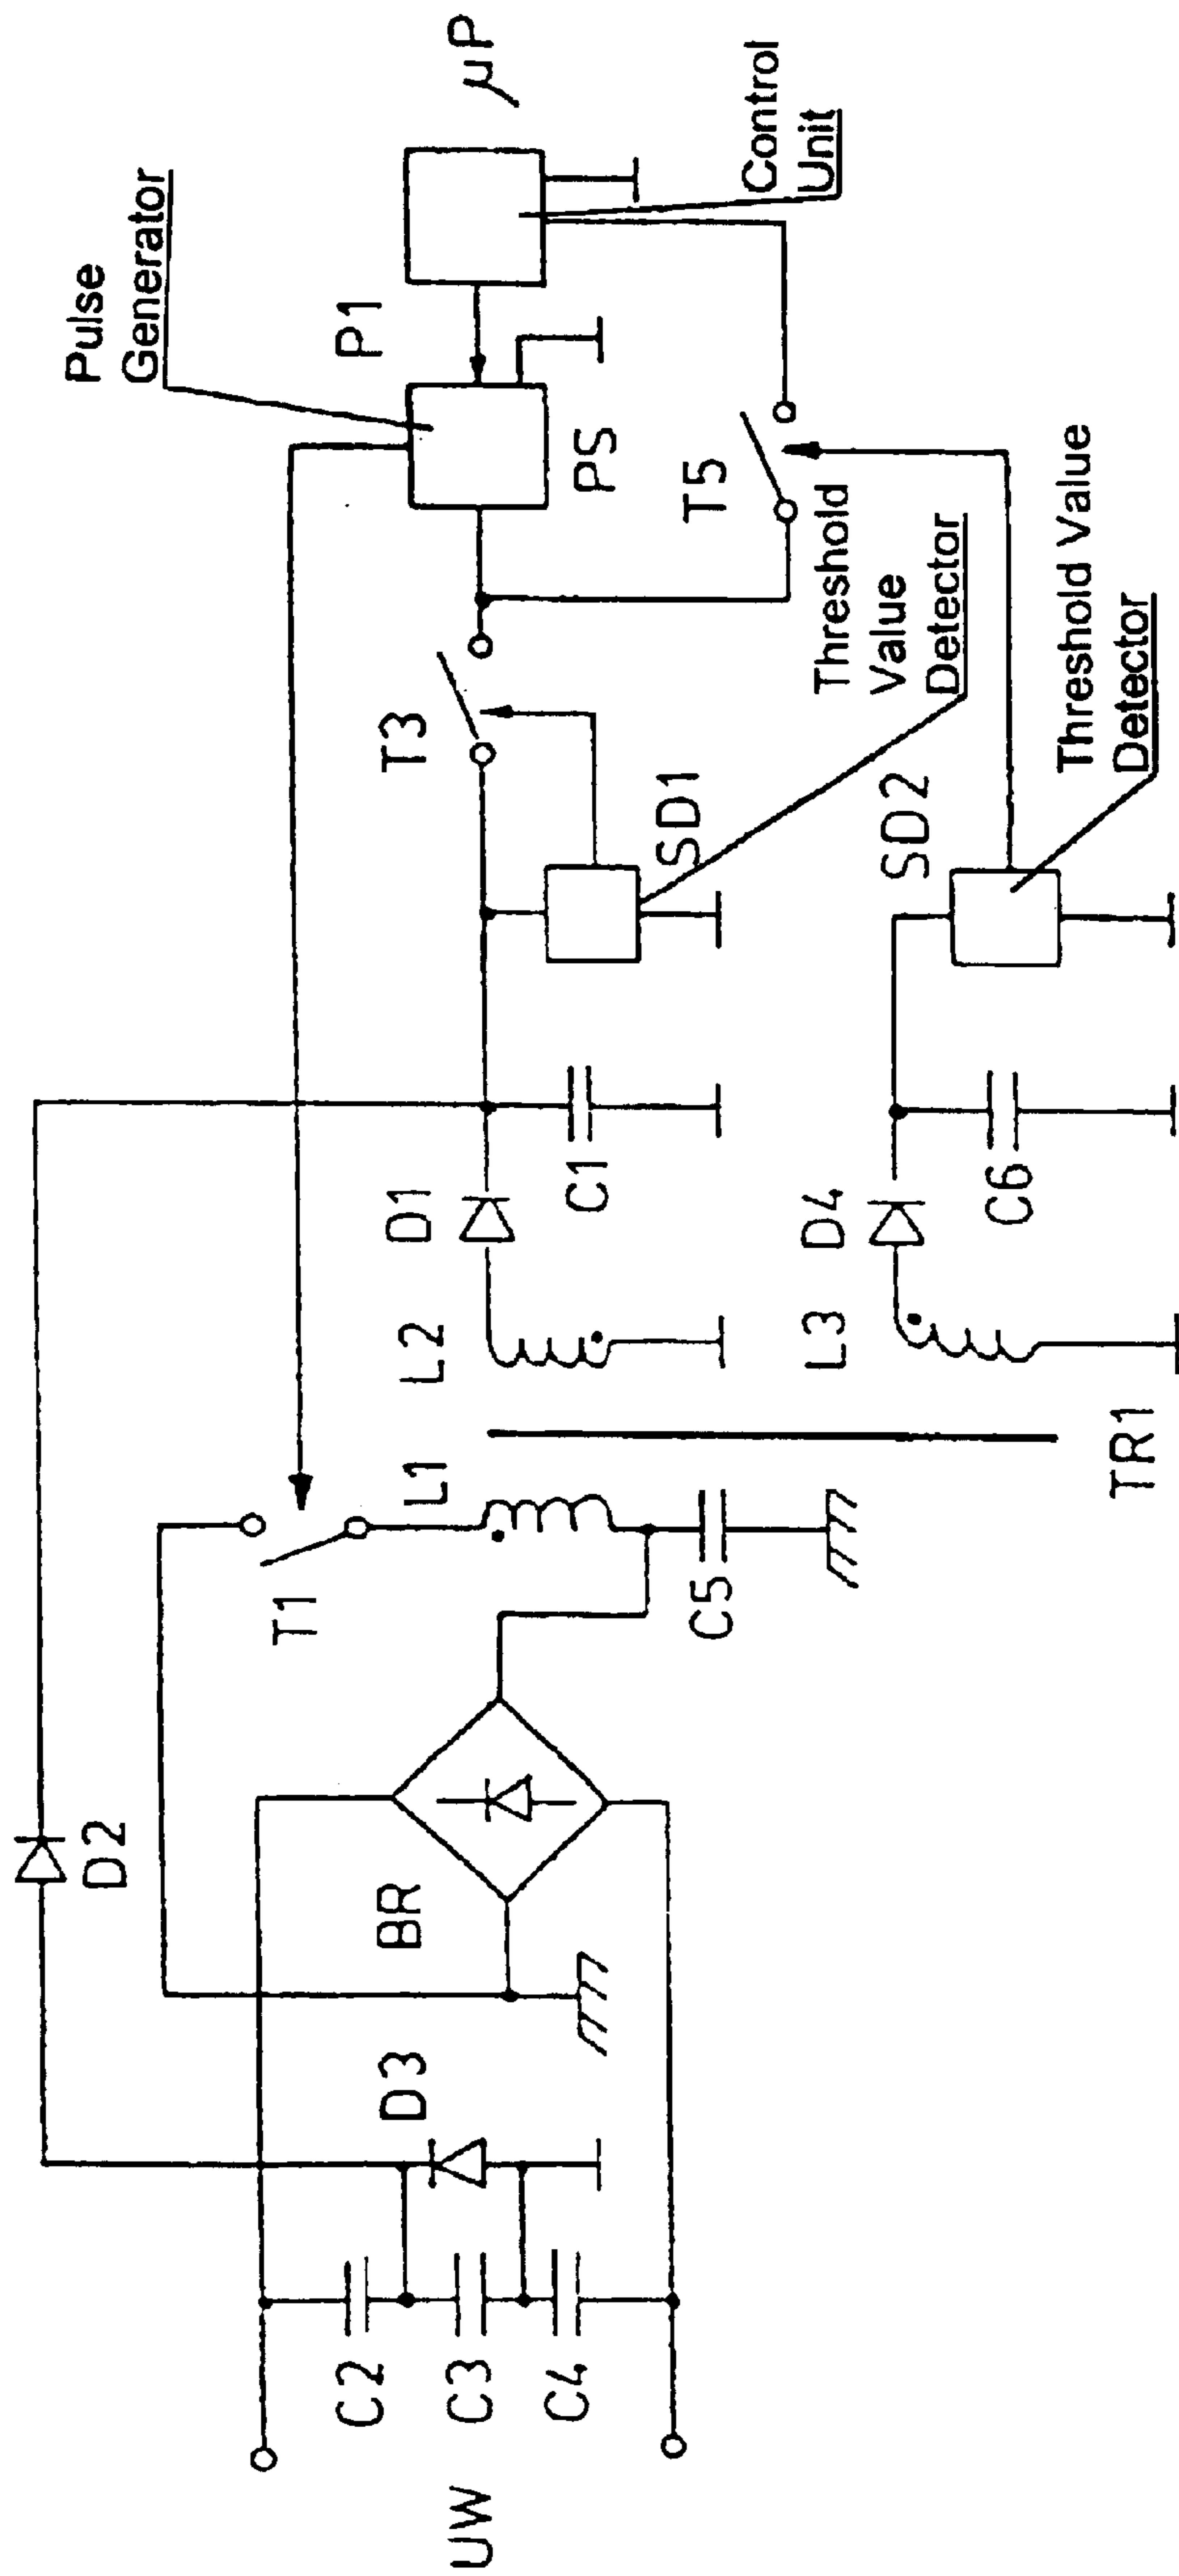 UW
C2
C3
C4
D3
BR
D2
T1
L1
C5
TR1
L2
D1
C1
L3
D4
C6
T3
SD1
Threshold
Value
Detector
SD2
Threshold Value
Detector
T5
PS
P1
Pulse
Generator
µP
Control
Unit